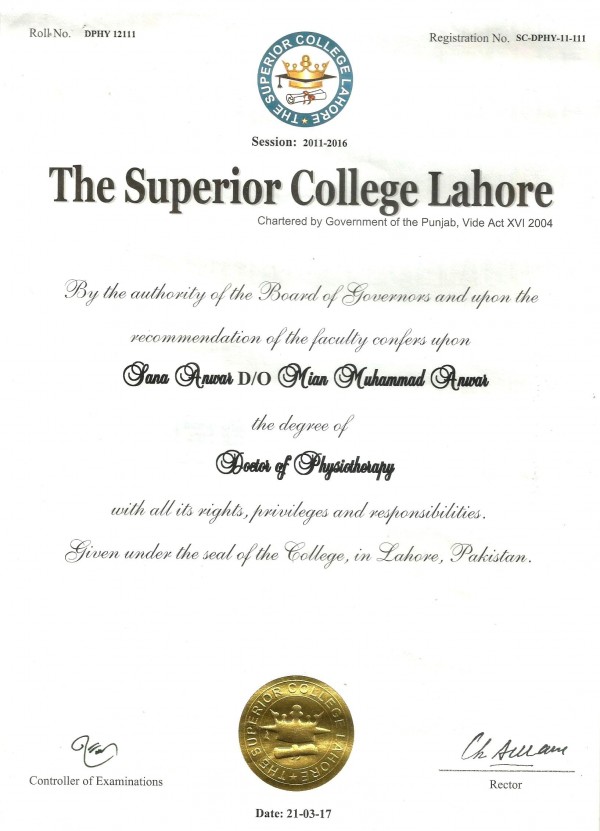 Roll No. DPHY 12111
Registration No. SC-DPHY-11-111
THE SUPERIOR COLLEGE LAHORE
Session: 2011-2016
The Superior College Lahore
Chartered by Government of the Punjab, Vide Act XVI 2004
By the authority of the Board of Governors and upon the
recommendation of the faculty confers upon
Sana Anwar D/O Mian Muhammad Anwar
the degree of
Doctor of Physiotherapy
with all its rights, privileges and responsibilities.
Given under the seal of the College, in Lahore, Pakistan.
THE SUPERIOR COLLEGE LAHORE
Controller of Examinations
Rector
Date: 21-03-17